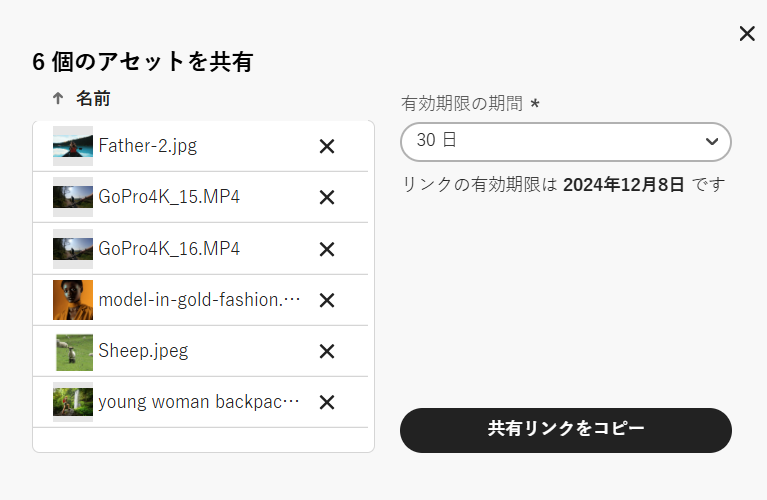 6 個のアセットを共有
↑ 名前
Father-2.jpg
GoPro4K_15.MP4
GoPro4K_16.MP4
model-in-gold-fashion.…
Sheep.jpeg
young woman backpac…
有効期限の期間 *
30 日
リンクの有効期限は 2024年12月8日 です
共有リンクをコピー